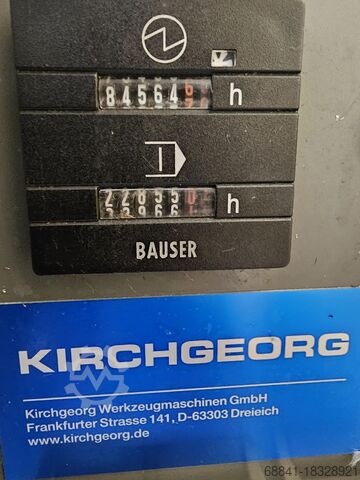 84564 h
h
BAUSER
KIRCHGEORG
Kirchgeorg Werkzeugmaschinen GmbH
Frankfurter Strasse 141, D-63303 Dreieich
www.kirchgeorg.de
68841-18328921